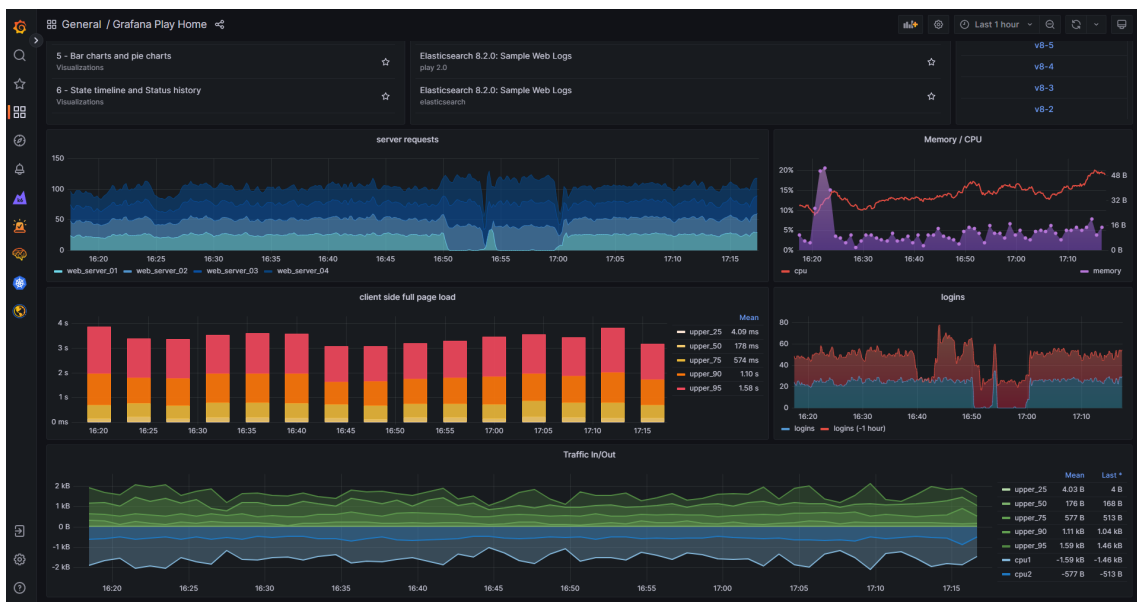 General / Grafana Play Home
Last 1 hour
5 - Bar charts and pie charts
Visualizations
6 - State timeline and Status history
Visualizations
Elasticsearch 8.2.0: Sample Web Logs
play 2.0
Elasticsearch 8.2.0: Sample Web Logs
elasticsearch
v8-5
v8-4
v8-3
v8-2
server requests
150
100
50
0
16:20 16:25 16:30 16:35 16:40 16:45 16:50 16:55 17:00 17:05 17:10 17:15
web_server_01 web_server_02 web_server_03 web_server_04
Memory / CPU
20%
15%
10%
5%
0%
48 B
32 B
16 B
0 B
16:20 16:30 16:40 16:50 17:00 17:10
cpu memory
client side full page load
4 s
3 s
2 s
1 s
0 ms
16:20 16:25 16:30 16:35 16:40 16:45 16:50 16:55 17:00 17:05 17:10 17:15
Mean
upper_25 4.09 ms
upper_50 178 ms
upper_75 574 ms
upper_90 1.10 s
upper_95 1.58 s
logins
80
60
40
20
0
16:20 16:30 16:40 16:50 17:00 17:10
logins logins (-1 hour)
Traffic In/Out
2 kB
1 kB
0 B
-1 kB
-2 kB
16:20 16:25 16:30 16:35 16:40 16:45 16:50 16:55 17:00 17:05 17:10 17:15
Mean Last *
upper_25 4.03 B 4 B
upper_50 176 B 168 B
upper_75 577 B 513 B
upper_90 1.11 kB 1.04 kB
upper_95 1.59 kB 1.46 kB
cpu1 -1.59 kB -1.46 kB
cpu2 -577 B -513 B